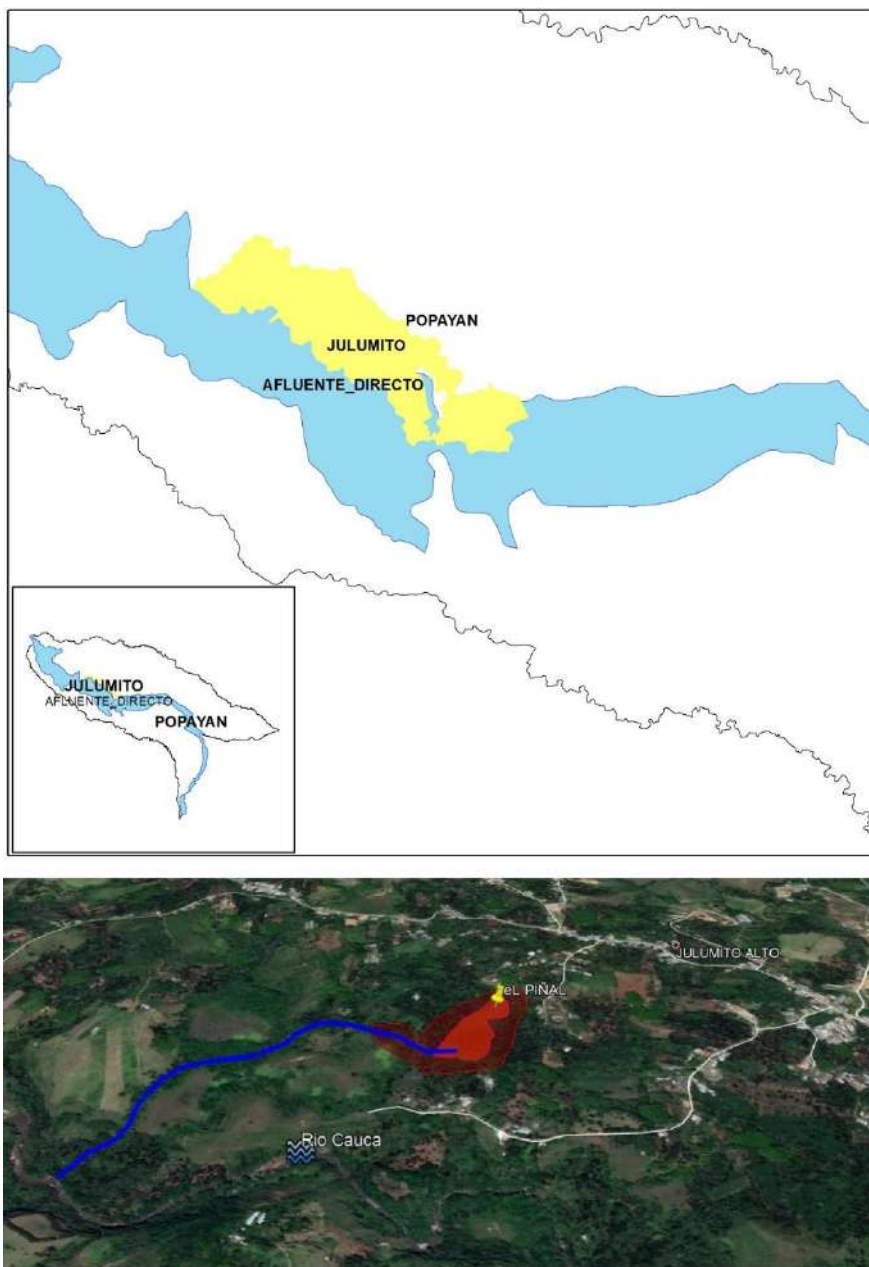 POPAYAN
JULUMITO
AFLUENTE_DIRECTO
JULUMITO
AFLUENTE_DIRECTO
POPAYAN
JULUMITO ALTO
eL PIÑAL
Rio Cauca